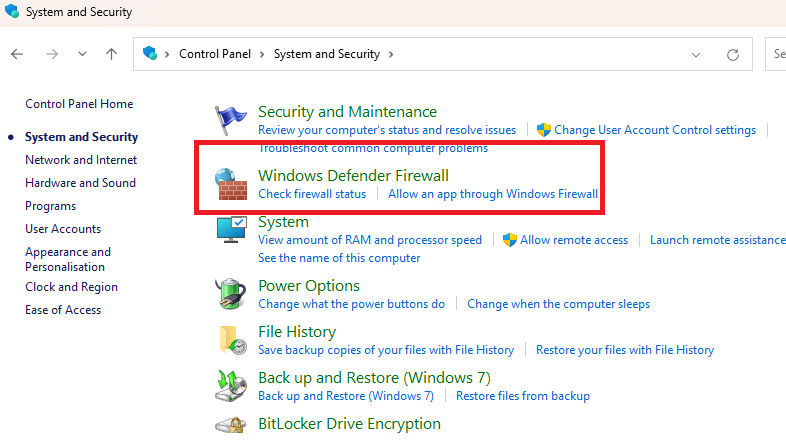 System and Security
Control Panel > System and Security >
Se
Control Panel Home
System and Security
Network and Internet
Hardware and Sound
Programs
User Accounts
Appearance and
Personalisation
Clock and Region
Ease of Access
Security and Maintenance
Review your computer's status and resolve issues
Change User Account Control settings
Troubleshoot common computer problems
Windows Defender Firewall
Check firewall status
Allow an app through Windows Firewall
System
View amount of RAM and processor speed
Allow remote access
Launch remote assistance
See the name of this computer
Power Options
Change what the power buttons do
Change when the computer sleeps
File History
Save backup copies of your files with File History
Restore your files with File History
Back up and Restore (Windows 7)
Back up and Restore (Windows 7)
Restore files from backup
BitLocker Drive Encryption